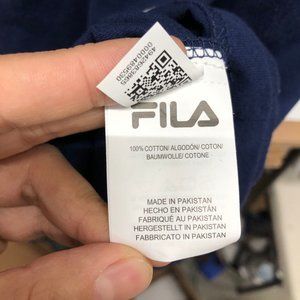 FILA
100% COTTON/ ALGODÓN/ COTON/
BAUMWOLLE/ COTONE
MADE IN PAKISTAN
HECHO EN PAKISTÁN
FABRIQUÉ AU PAKISTAN
HERGESTELLT IN PAKISTAN
FABBRICATO IN PAKISTAN